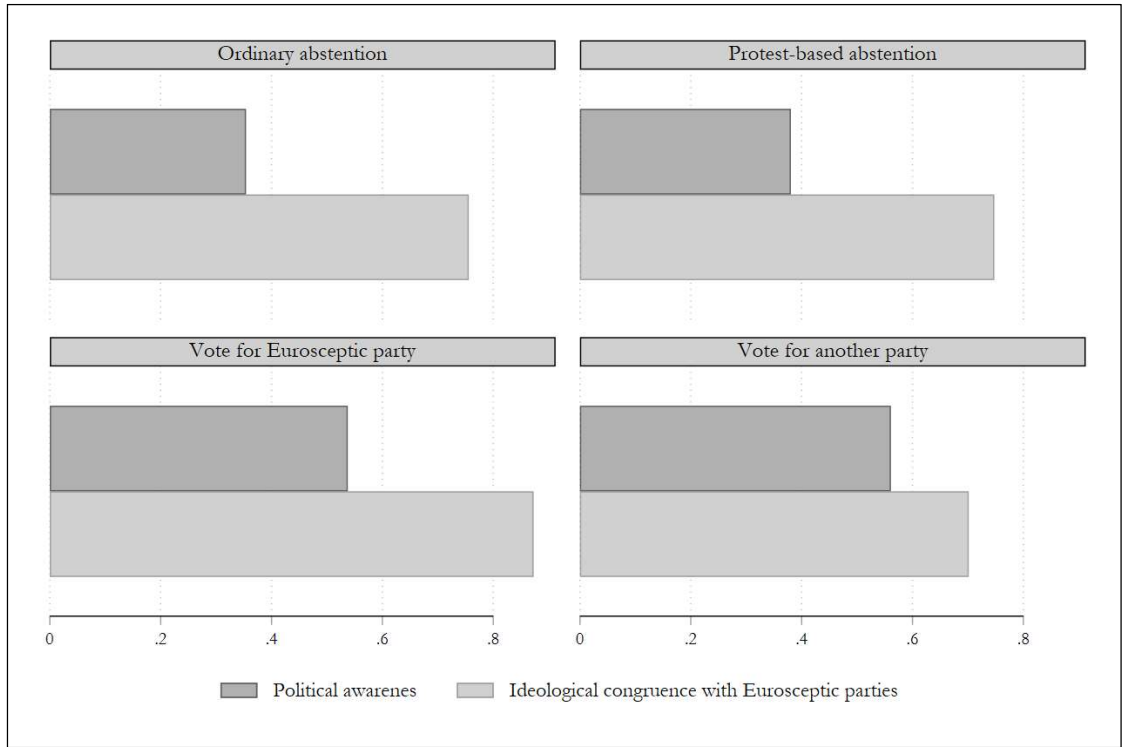 Ordinary abstention
Protest-based abstention
Vote for Eurosceptic party
Vote for another party
0 .2 .4 .6 .8
0 .2 .4 .6 .8
Political awarenes
Ideological congruence with Eurosceptic parties